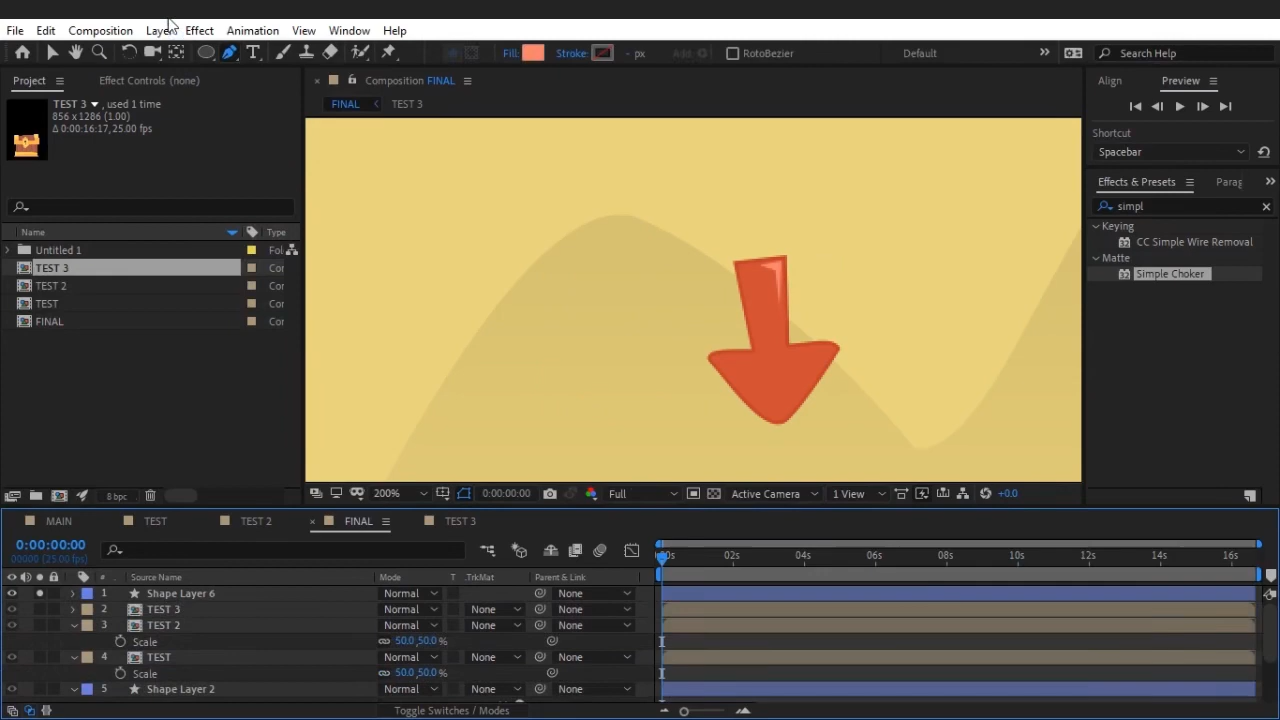 File Edit Composition Layer Effect Animation View Window Help
Fill: Stroke: - px Add: RotoBezier Default Search Help
Project Effect Controls (none) Composition FINAL Align Preview
TEST 3 , used 1 time
856 x 1286 (1.00)
Δ 0:00:16:17, 25.00 fps
FINAL TEST 3
Shortcut
Spacebar
Effects & Presets Parag
simpl
Name Type
Keying
Untitled 1 Fol
CC Simple Wire Removal
Matte
TEST 3 Cor
Simple Choker
TEST 2 Cor
TEST Cor
FINAL Cor
8 bpc 200% 0:00:00:00 Full Active Camera 1 View +0.0
MAIN TEST TEST 2 FINAL TEST 3
0:00:00:00
00000 (25.00 fps)
00s 02s 04s 06s 08s 10s 12s 14s 16s
# Source Name Mode T .TrkMat Parent & Link
1 Shape Layer 6 Normal None
2 TEST 3 Normal None None
3 TEST 2 Normal None None
Scale 50.0,50.0 %
4 TEST Normal None None
Scale 50.0,50.0 %
5 Shape Layer 2 Normal None None
Toggle Switches / Modes